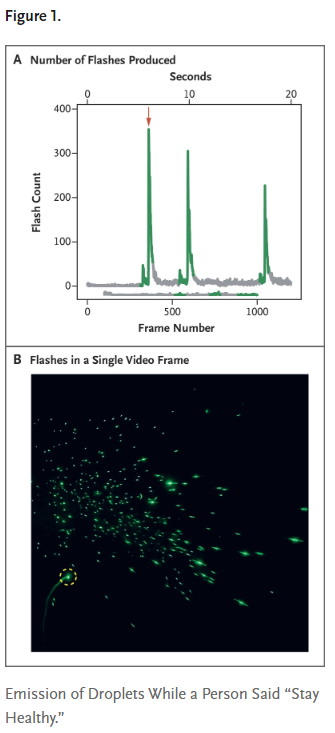 Figure 1.
A Number of Flashes Produced
Seconds
0 10 20
400
300
200
100
0
Flash Count
0 500 1000
Frame Number
B Flashes in a Single Video Frame
Emission of Droplets While a Person Said “Stay
Healthy.”